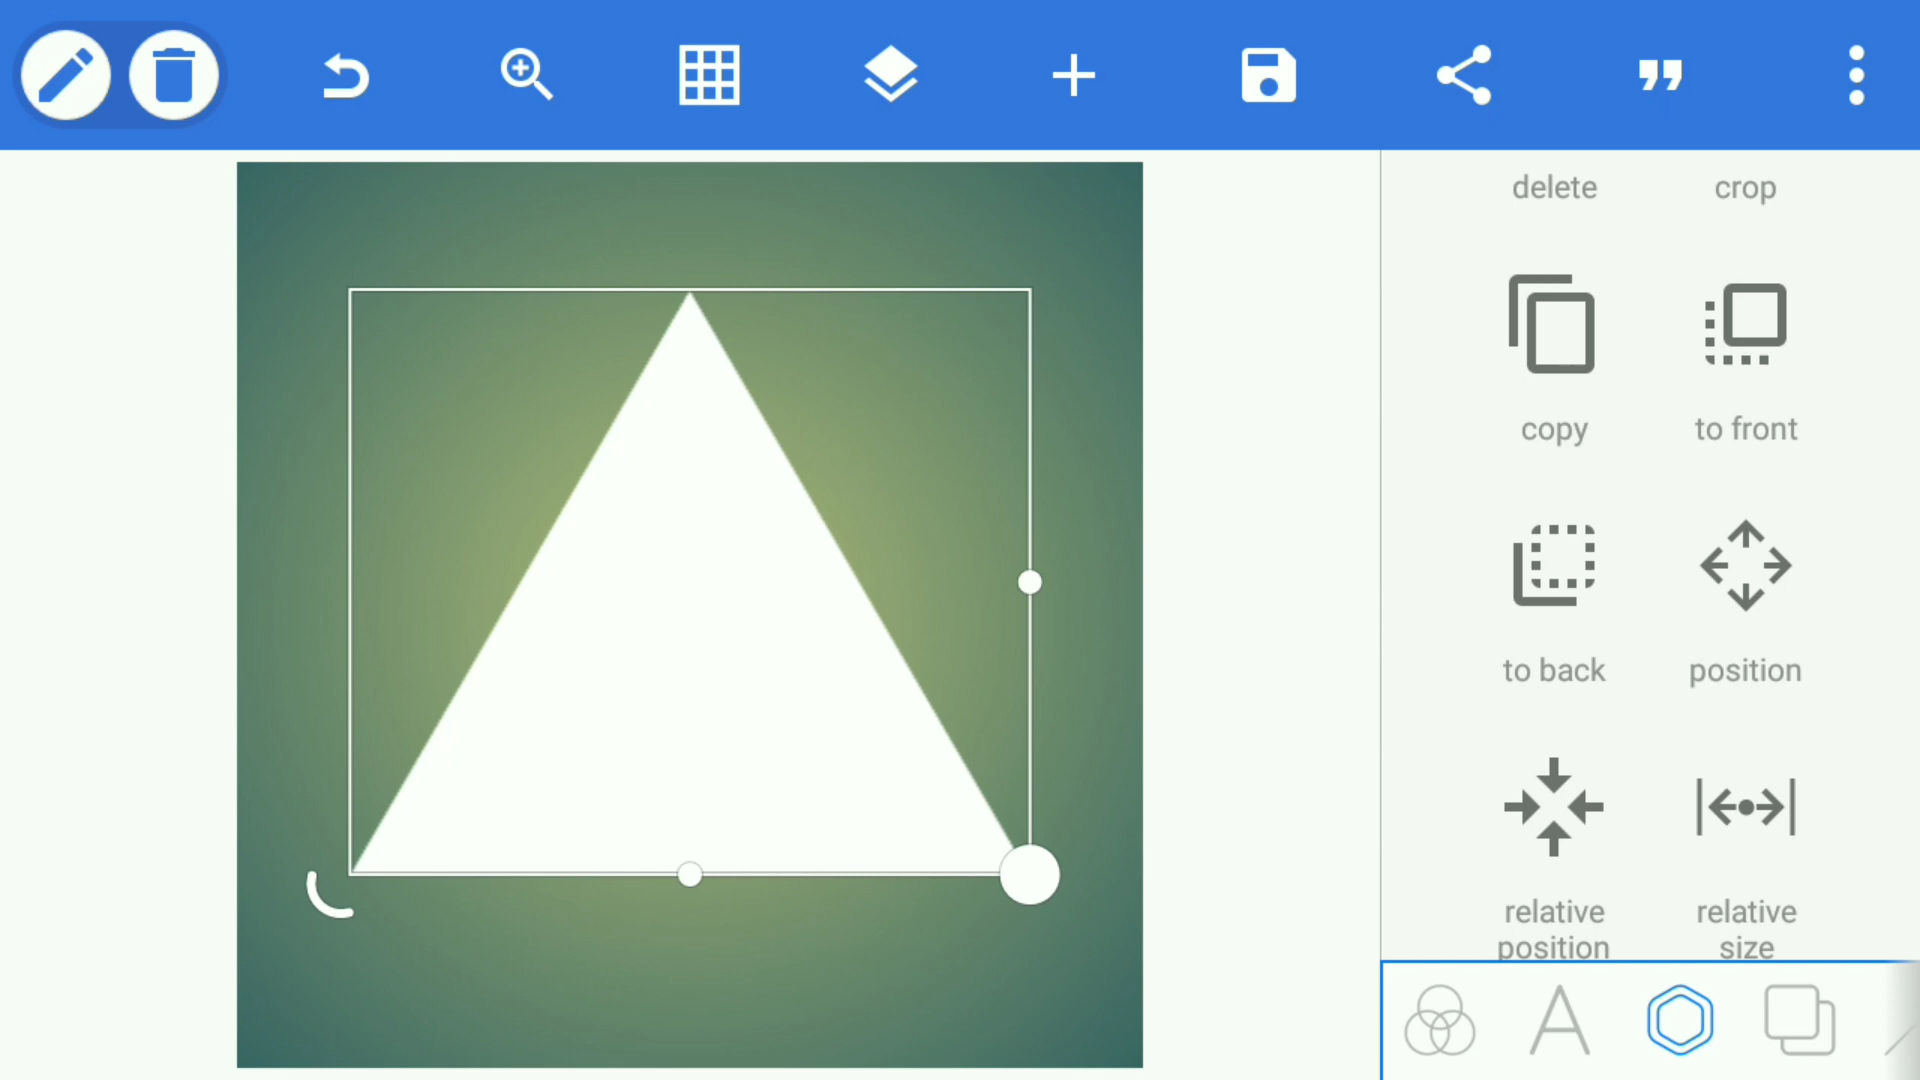 delete
crop
copy
to front
to back
position
relative
position
relative
size